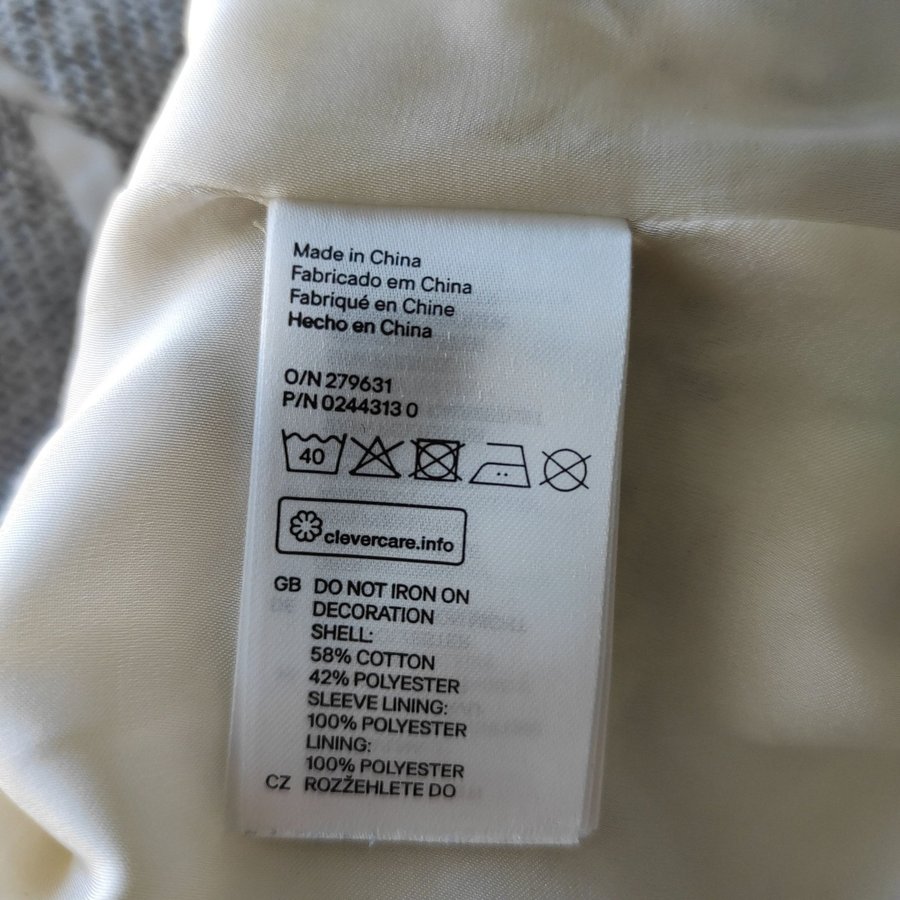 Made in China
Fabricado em China
Fabriqué en Chine
Hecho en China
O/N 279631
P/N 0244313 0
40
clevercare.info
GB DO NOT IRON ON
DECORATION
SHELL:
58% COTTON
42% POLYESTER
SLEEVE LINING:
100% POLYESTER
LINING:
100% POLYESTER
CZ ROZŽEHLETE DO